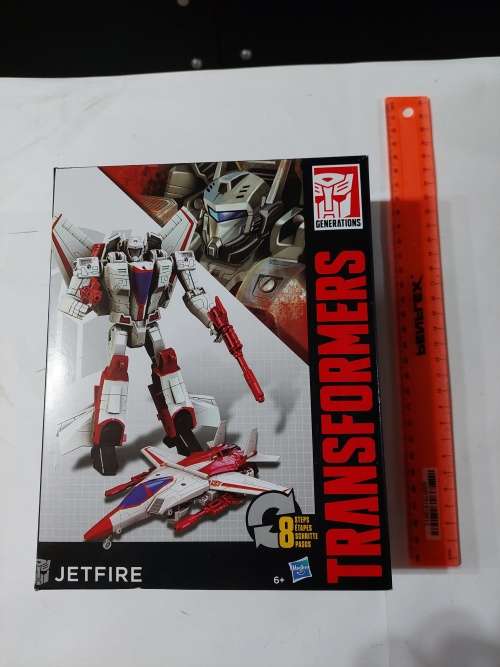 GENERATIONS
TRANSFORMERS
8 STEPS
ÉTAPES
SCHRITTE
PASOS
JETFIRE
6+
Hasbro